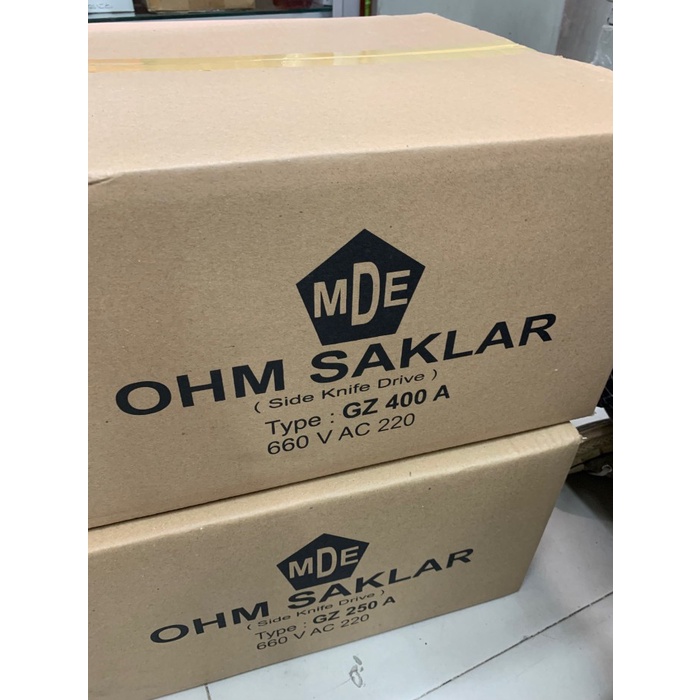 MDE
OHM SAKLAR
( Side Knife Drive )
Type : GZ 400 A
660 V AC 220
MDE
OHM SAKLAR
( Side Knife Drive )
Type : GZ 250 A
660 V AC 220